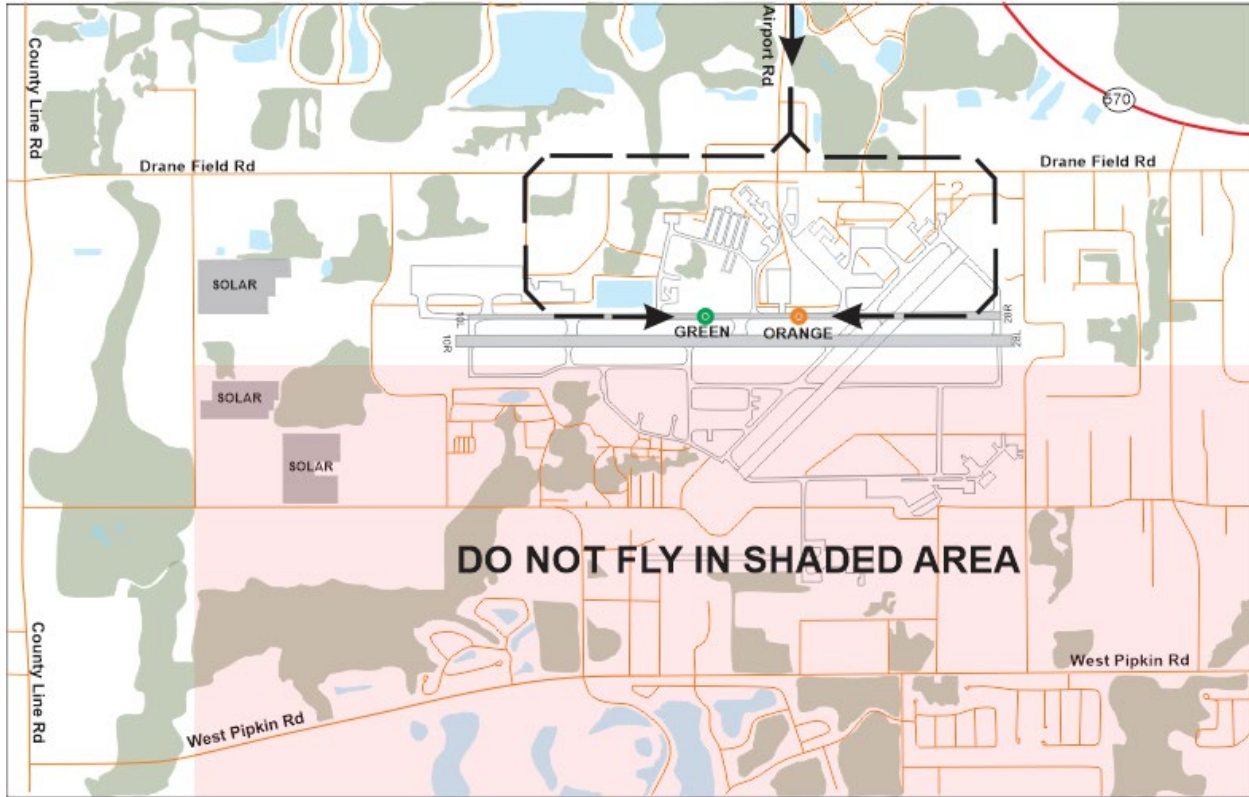 County Line Rd
Airport Rd
570
Drane Field Rd
Drane Field Rd
SOLAR
10L
28R
GREEN
ORANGE
10R
28L
SOLAR
SOLAR
DO NOT FLY IN SHADED AREA
County Line Rd
West Pipkin Rd
West Pipkin Rd